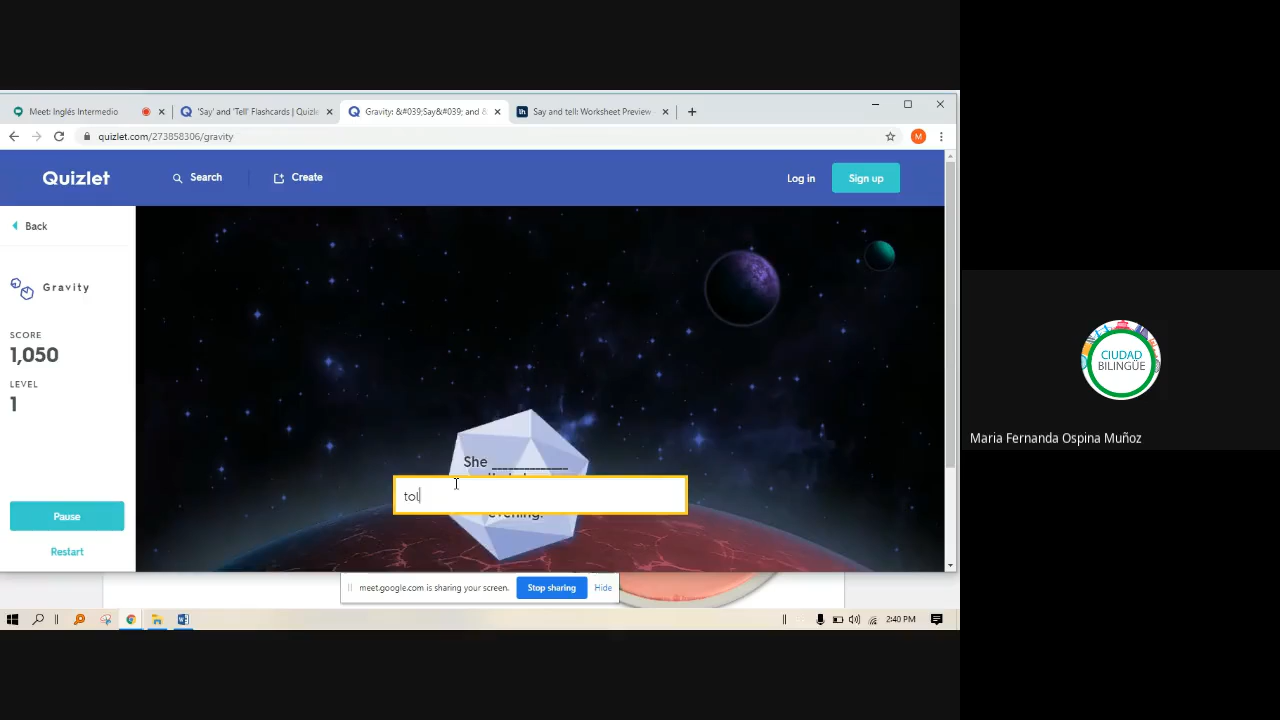 Meet: Inglés Intermedio
'Say' and 'Tell' Flashcards | Quizle
Gravity: &#039;Say&#039; and &
Say and tell: Worksheet Preview
quizlet.com/273858306/gravity
M
Quizlet
Search
Create
Log in
Sign up
Back
Gravity
SCORE
1,050
LEVEL
1
She ____________
tol
evening.
Pause
Restart
meet.google.com is sharing your screen.
Stop sharing
Hide
2:40 PM
CIUDAD
BILINGÜE
Maria Fernanda Ospina Muñoz